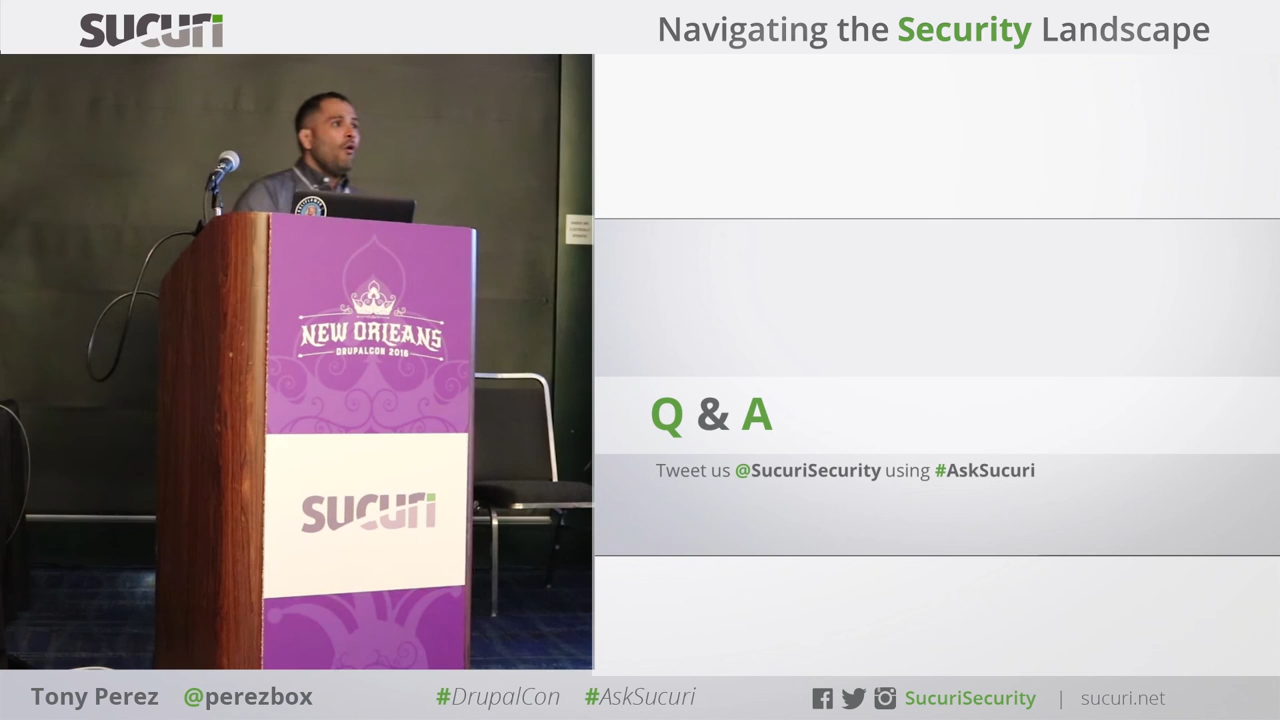 SUCURI
Navigating the Security Landscape
NEW ORLEANS
DRUPALCON 2016
SUCURI
Q & A
Tweet us @SucuriSecurity using #AskSucuri
Tony Perez @perezbox #DrupalCon #AskSucuri SucuriSecurity | sucuri.net